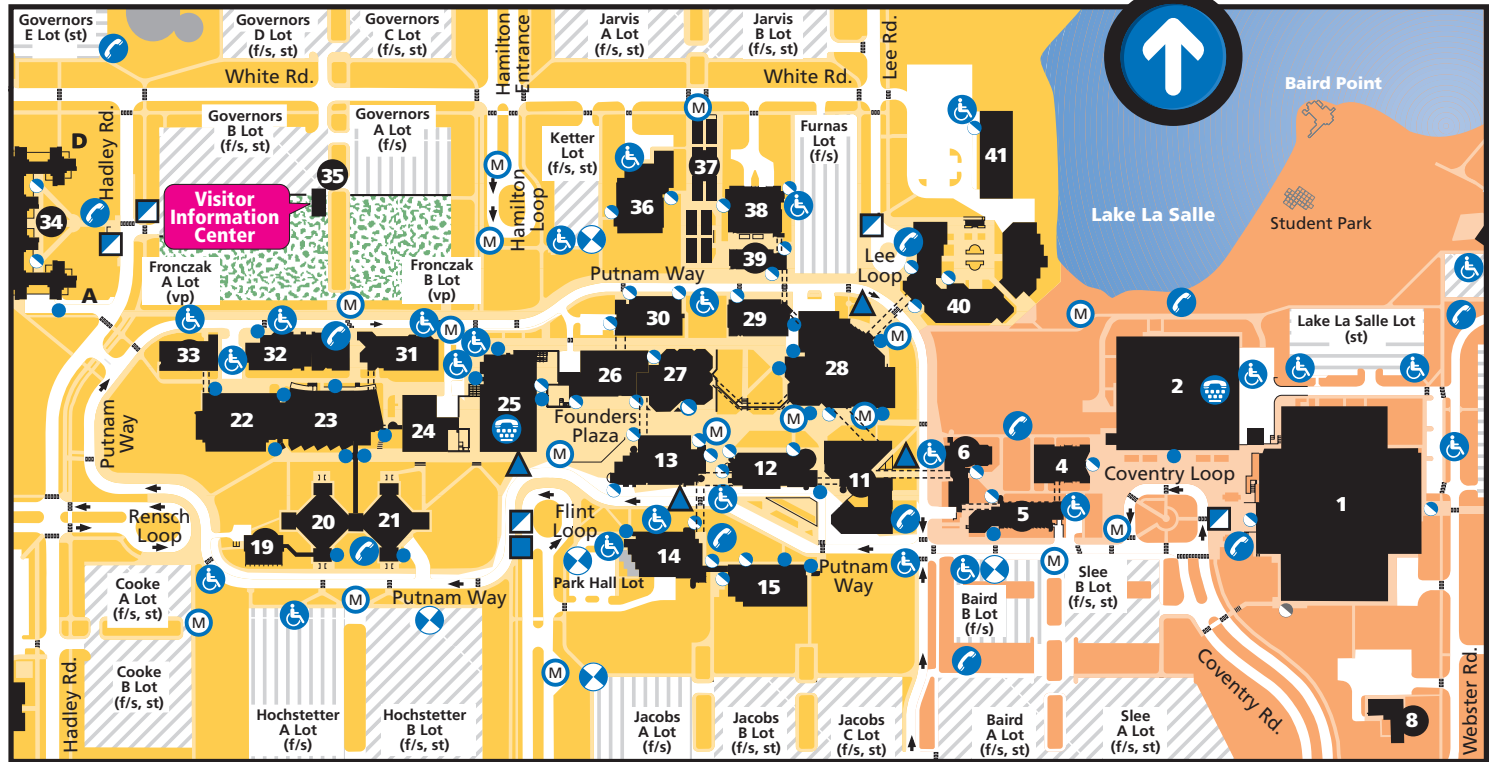 Governors
E Lot (st)
Governors
D Lot
(f/s, st)
Governors
C Lot
(f/s, st)
Hamilton
Entrance
Jarvis
A Lot
(f/s, st)
Jarvis
B Lot
(f/s, st)
Lee Rd.
White Rd.
White Rd.
Baird Point
Hadley Rd.
D
Governors
B Lot
(f/s, st)
Governors
A Lot
(f/s)
Ketter
Lot
(f/s, st)
M
37
Furnas
Lot
(f/s)
41
35
M
Hamilton
Loop
Visitor
Information
Center
34
36
38
Lake La Salle
Student Park
M
39
Lee
Loop
Fronczak
A Lot
(vp)
Fronczak
B Lot
(vp)
Putnam Way
A
M
30
29
40
M
Lake La Salle Lot
(st)
33
32
31
M
M
28
26
27
2
22
23
24
25
Founders
Plaza
M
M
M
Putnam
Way
M
13
12
11
6
4
Coventry Loop
1
Rensch
Loop
20
21
19
E
Flint
Loop
5
M
14
Park Hall Lot
15
Putnam
Way
M
Cooke
A Lot
(f/s, st)
M
M
Putnam Way
Baird
B Lot
(f/s)
Slee
B Lot
(f/s, st)
Cooke
B Lot
(f/s, st)
Hadley Rd.
M
Coventry Rd.
Webster Rd.
Hochstetter
A Lot
(f/s)
Hochstetter
B Lot
(f/s, st)
Jacobs
A Lot
(f/s)
Jacobs
B Lot
(f/s, st)
Jacobs
C Lot
(f/s, st)
Baird
A Lot
(f/s, st)
Slee
A Lot
(f/s, st)
8